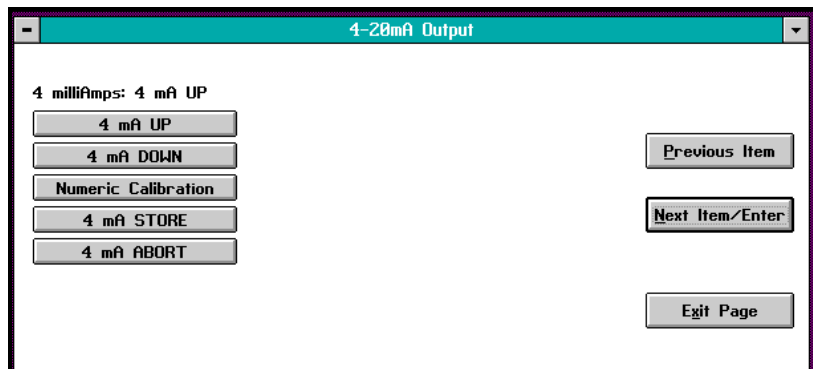 4-20mA Output
4 milliAmps: 4 mA UP
4 mA UP
4 mA DOWN
Numeric Calibration
4 mA STORE
4 mA ABORT
Previous Item
Next Item/Enter
Exit Page